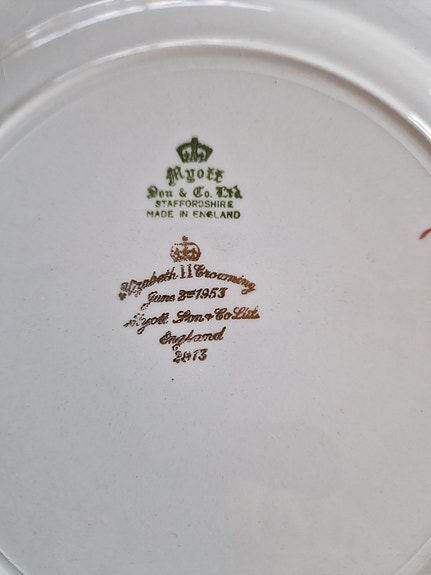 Myott
Son & Co. Ltd
STAFFORDSHIRE
MADE IN ENGLAND
Elizabeth II Crowning
June 2nd 1953
Myott Son & Co Ltd.
England
2813